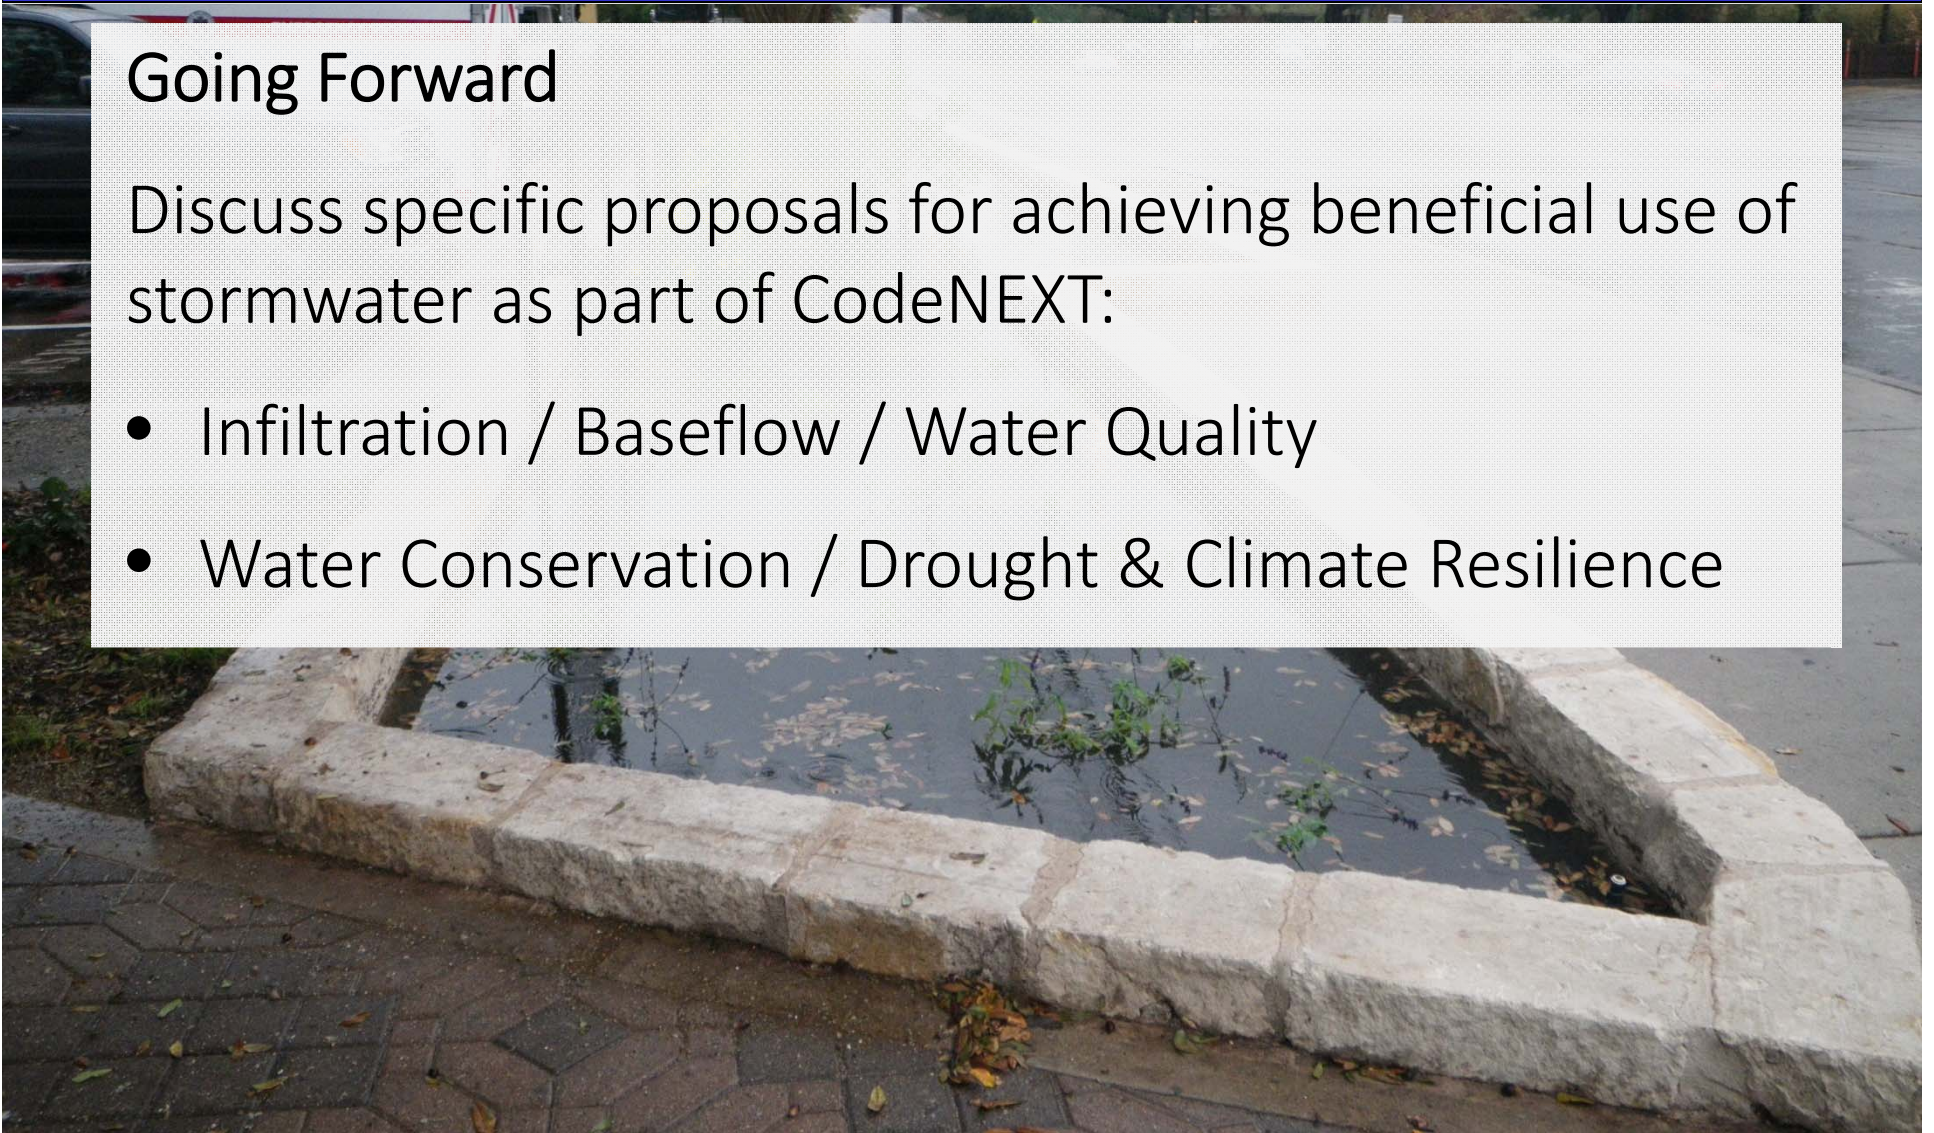 Going Forward
Discuss specific proposals for achieving beneficial use of
stormwater as part of CodeNEXT:
• Infiltration / Baseflow / Water Quality
• Water Conservation / Drought & Climate Resilience